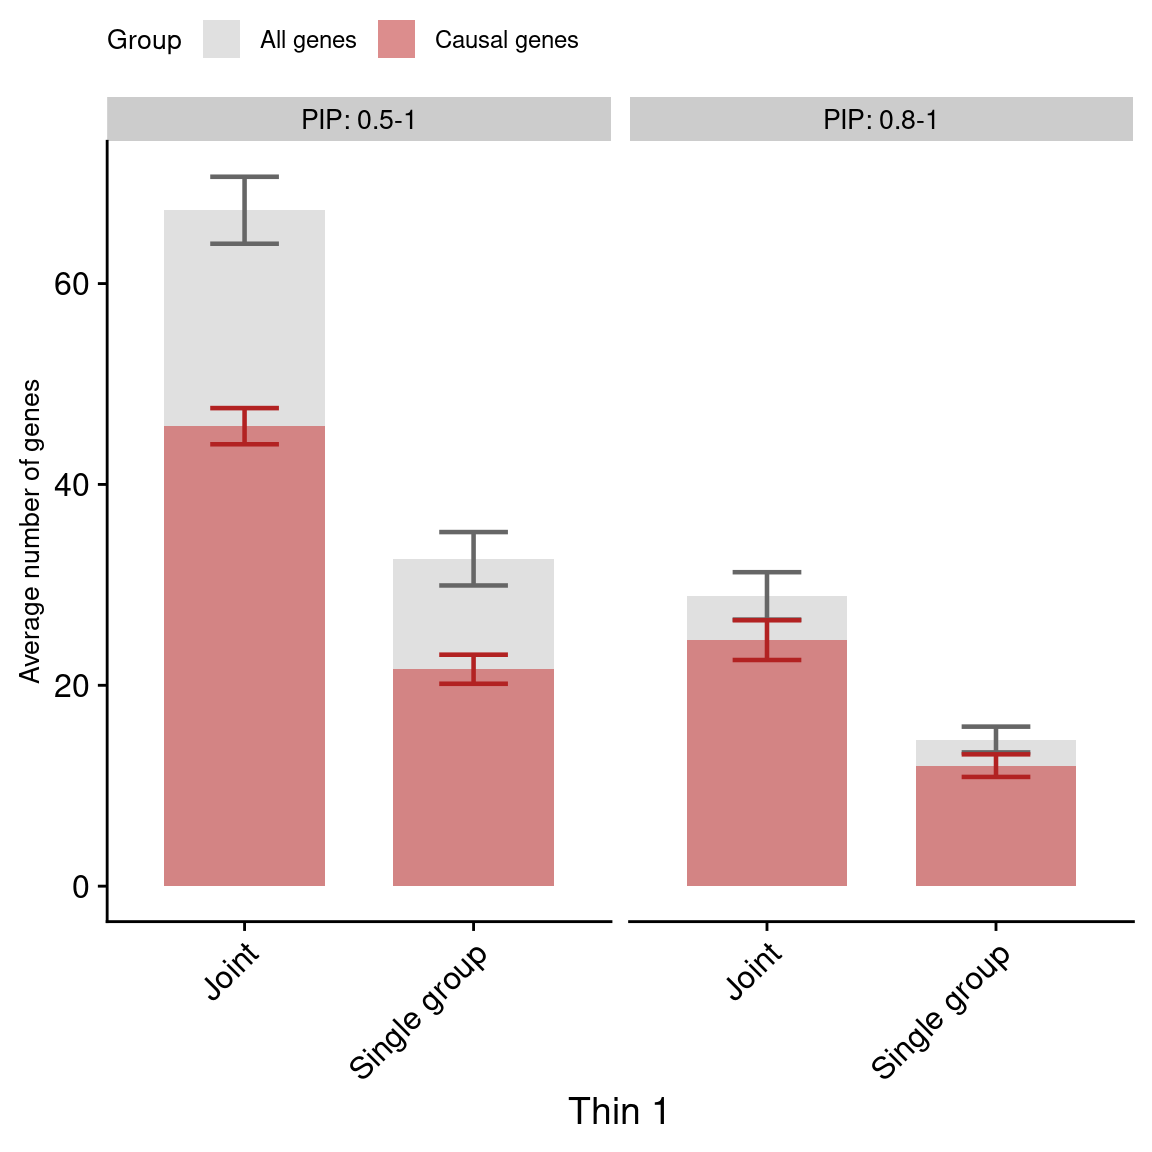 Group All genes Causal genes
PIP: 0.5-1 PIP: 0.8-1
Average number of genes
60
40
20
0
Joint Single group Joint Single group
Thin 1